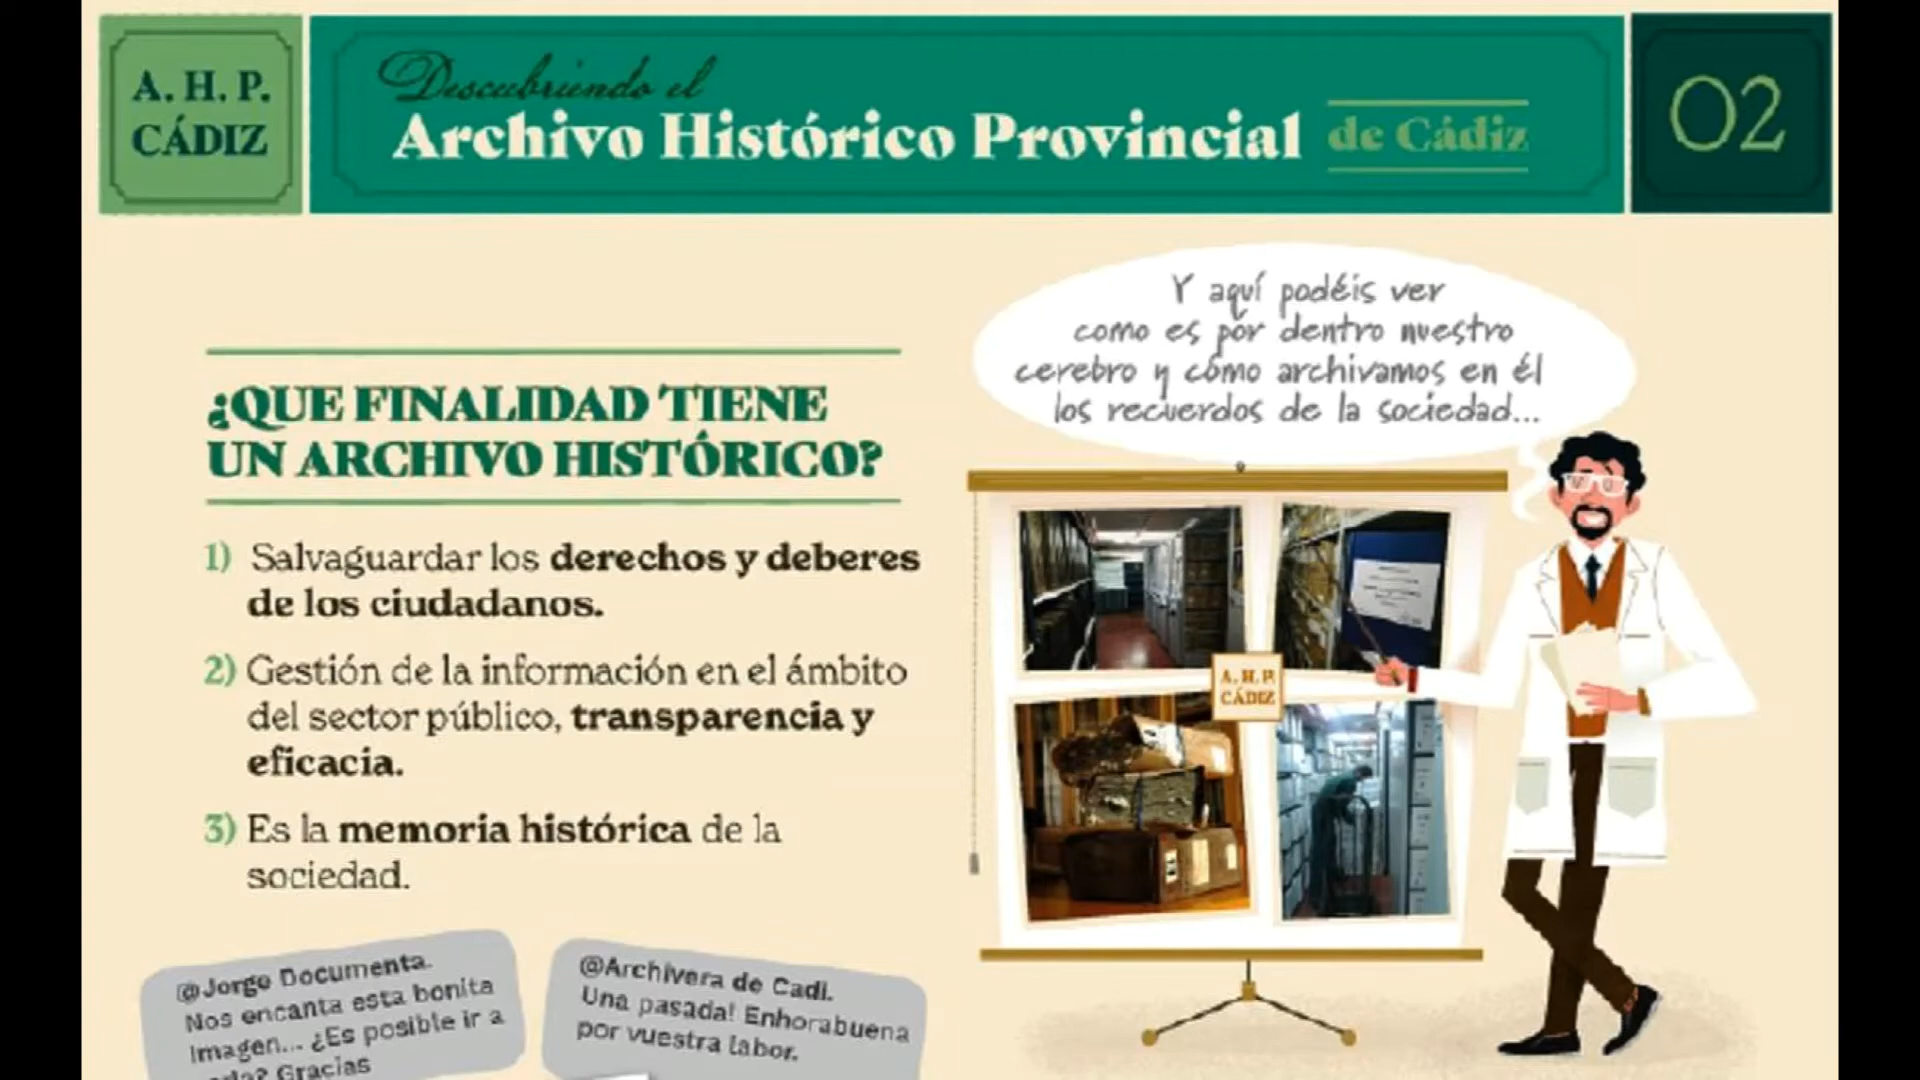 A. H. P.
CÁDIZ
Descubriendo el
Archivo Histórico Provincial
de Cádiz
02
Y aquí podéis ver
como es por dentro nuestro
cerebro y cómo archivamos en él
los recuerdos de la sociedad...
¿QUE FINALIDAD TIENE
UN ARCHIVO HISTÓRICO?
1) Salvaguardar los derechos y deberes
de los ciudadanos.
2) Gestión de la información en el ámbito
del sector público, transparencia y
eficacia.
3) Es la memoria histórica de la
sociedad.
A. H. P.
CÁDIZ
@Jorge Documenta.
Nos encanta esta bonita
imagen... ¿Es posible ir a
Gracias
@Archivera de Cadi.
Una pasada! Enhorabuena
por vuestra labor.